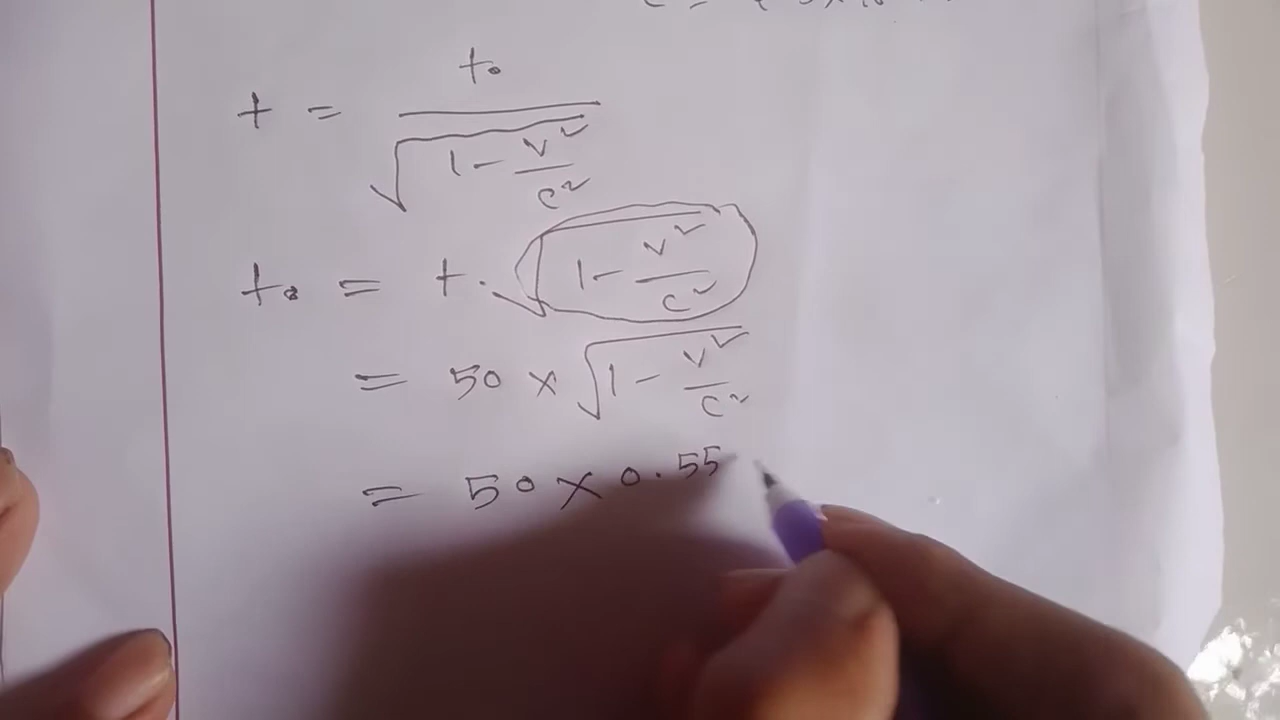 t = t₀ / √(1 - v²/c²)
t₀ = t · √(1 - v²/c²)
= 50 × √(1 - v²/c²)
= 50 × 0.55